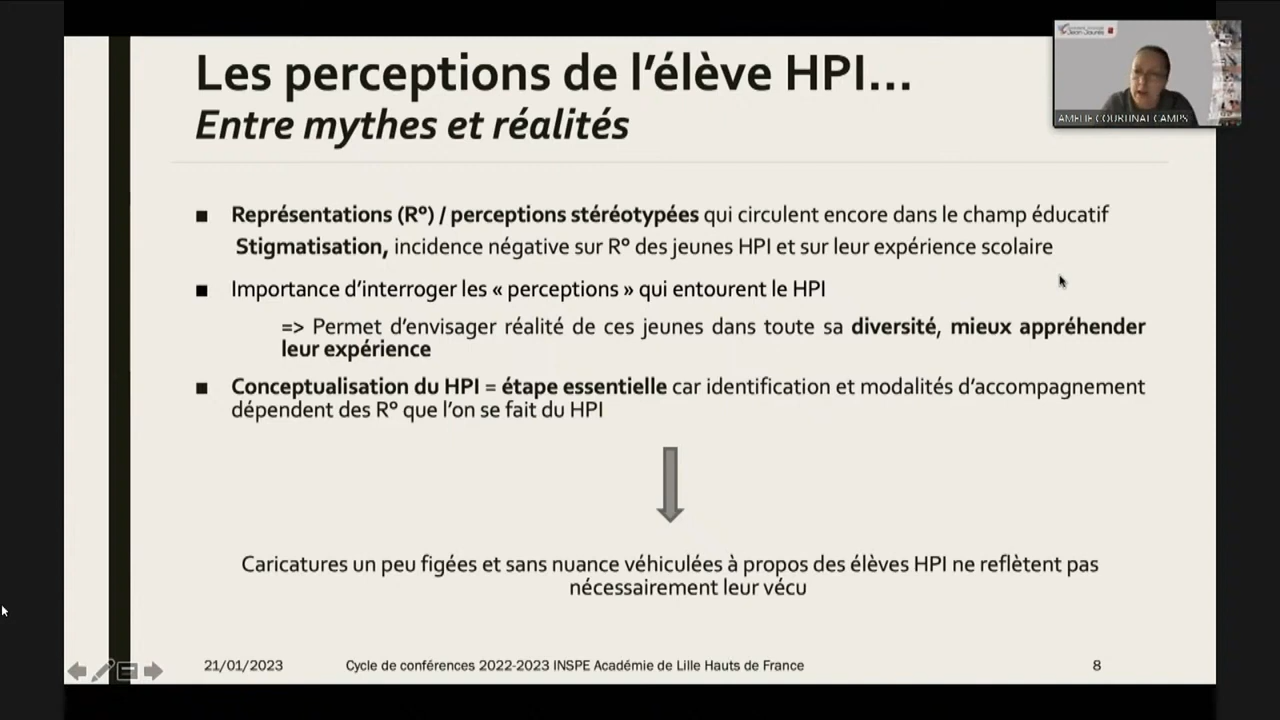 Les perceptions de l’élève HPI…
Entre mythes et réalités
AMELIE COURTINAT-CAMPS
■ Représentations (R°) / perceptions stéréotypées qui circulent encore dans le champ éducatif
Stigmatisation, incidence négative sur R° des jeunes HPI et sur leur expérience scolaire
■ Importance d’interroger les « perceptions » qui entourent le HPI
=> Permet d’envisager réalité de ces jeunes dans toute sa diversité, mieux appréhender
leur expérience
■ Conceptualisation du HPI = étape essentielle car identification et modalités d’accompagnement
dépendent des R° que l’on se fait du HPI
Caricatures un peu figées et sans nuance véhiculées à propos des élèves HPI ne reflètent pas
nécessairement leur vécu
21/01/2023 Cycle de conférences 2022-2023 INSPE Académie de Lille Hauts de France 8